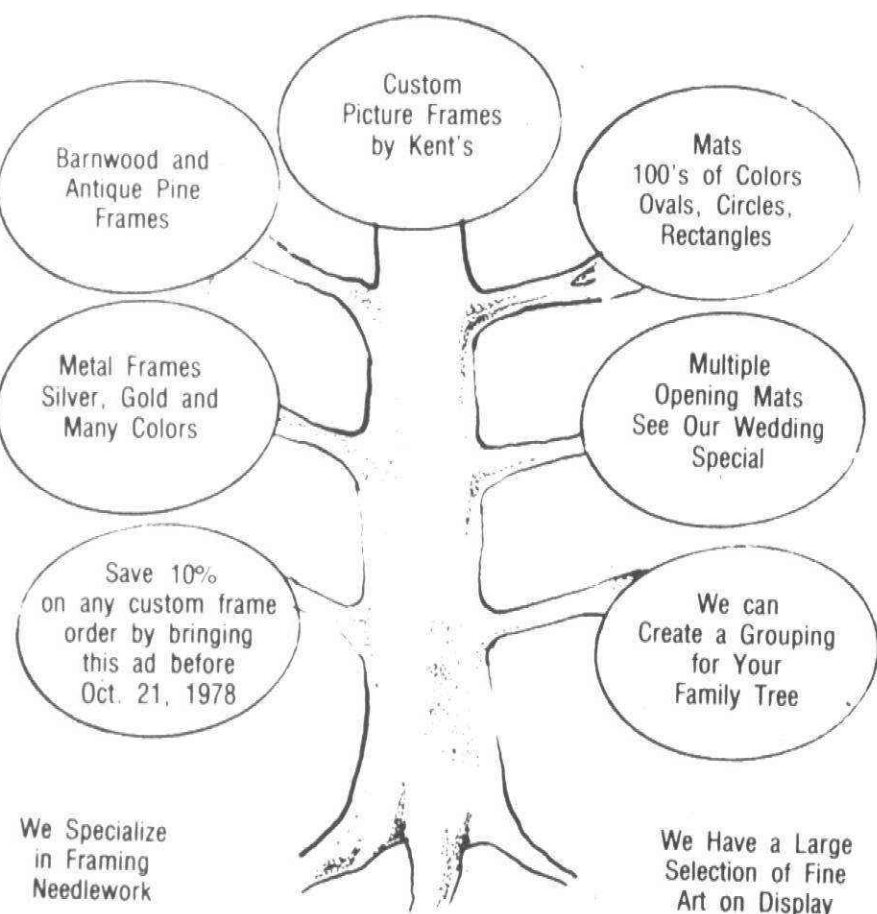 Custom
Picture Frames
by Kent's
Barnwood and
Antique Pine
Frames
Mats
100's of Colors
Ovals, Circles,
Rectangles
Metal Frames
Silver, Gold and
Many Colors
Multiple
Opening Mats
See Our Wedding
Special
Save 10%
on any custom frame
order by bringing
this ad before
Oct. 21, 1978
We can
Create a Grouping
for Your
Family Tree
We Specialize
in Framing
Needlework
We Have a Large
Selection of Fine
Art on Display